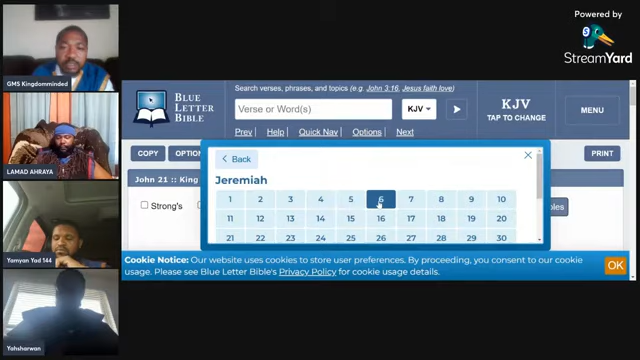 Powered by
StreamYard
GMS Kingdomminded
LAMAD AHRAYA
Yamyan Yad 144
Yahsharwan
BLUE
LETTER
BIBLE
Search verses, phrases, and topics (e.g. John 3:16, Jesus faith love)
Verse or Word(s)
KJV
KJV
TAP TO CHANGE
MENU
Prev
Help
Quick Nav
Options
Next
COPY
OPTION
PRINT
John 21 :: King
Strong's
Back
Jeremiah
1 2 3 4 5 6 7 8 9 10
11 12 13 14 15 16 17 18 19 20
21 22 23 24 25 26 27 28 29 30
Cookie Notice: Our website uses cookies to store user preferences. By proceeding, you consent to our cookie
usage. Please see Blue Letter Bible's Privacy Policy for cookie usage details.
OK